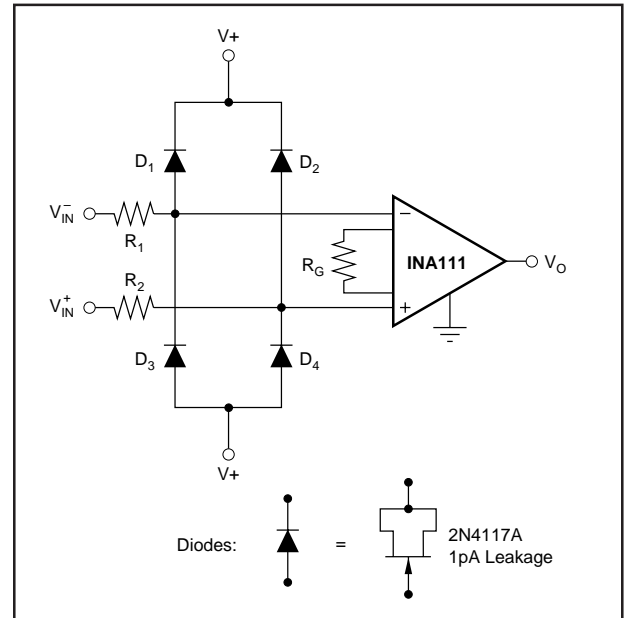 V+
D1 D2
V−IN R1
− INA111 VO
RG
V+IN R2
+
D3 D4
V+
Diodes: = 2N4117A
1pA Leakage